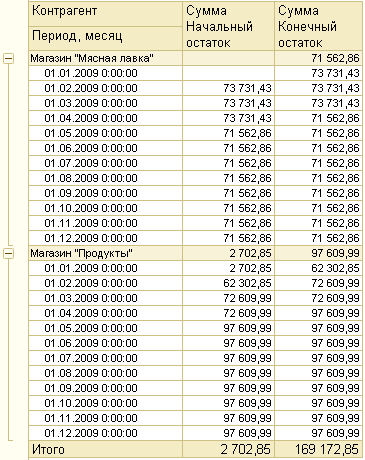 Контрагент Сумма Сумма
Начальный Конечный
Период, месяц остаток остаток
Магазин "Мясная лавка" 71 562,86
01.01.2009 0:00:00 73 731,43
01.02.2009 0:00:00 73 731,43 73 731,43
01.03.2009 0:00:00 73 731,43 73 731,43
01.04.2009 0:00:00 73 731,43 71 562,86
01.05.2009 0:00:00 71 562,86 71 562,86
01.06.2009 0:00:00 71 562,86 71 562,86
01.07.2009 0:00:00 71 562,86 71 562,86
01.08.2009 0:00:00 71 562,86 71 562,86
01.09.2009 0:00:00 71 562,86 71 562,86
01.10.2009 0:00:00 71 562,86 71 562,86
01.11.2009 0:00:00 71 562,86 71 562,86
01.12.2009 0:00:00 71 562,86 71 562,86
Магазин "Продукты" 2 702,85 97 609,99
01.01.2009 0:00:00 2 702,85 62 302,85
01.02.2009 0:00:00 62 302,85 72 609,99
01.03.2009 0:00:00 72 609,99 72 609,99
01.04.2009 0:00:00 72 609,99 97 609,99
01.05.2009 0:00:00 97 609,99 97 609,99
01.06.2009 0:00:00 97 609,99 97 609,99
01.07.2009 0:00:00 97 609,99 97 609,99
01.08.2009 0:00:00 97 609,99 97 609,99
01.09.2009 0:00:00 97 609,99 97 609,99
01.10.2009 0:00:00 97 609,99 97 609,99
01.11.2009 0:00:00 97 609,99 97 609,99
01.12.2009 0:00:00 97 609,99 97 609,99
Итого 2 702,85 169 172,85